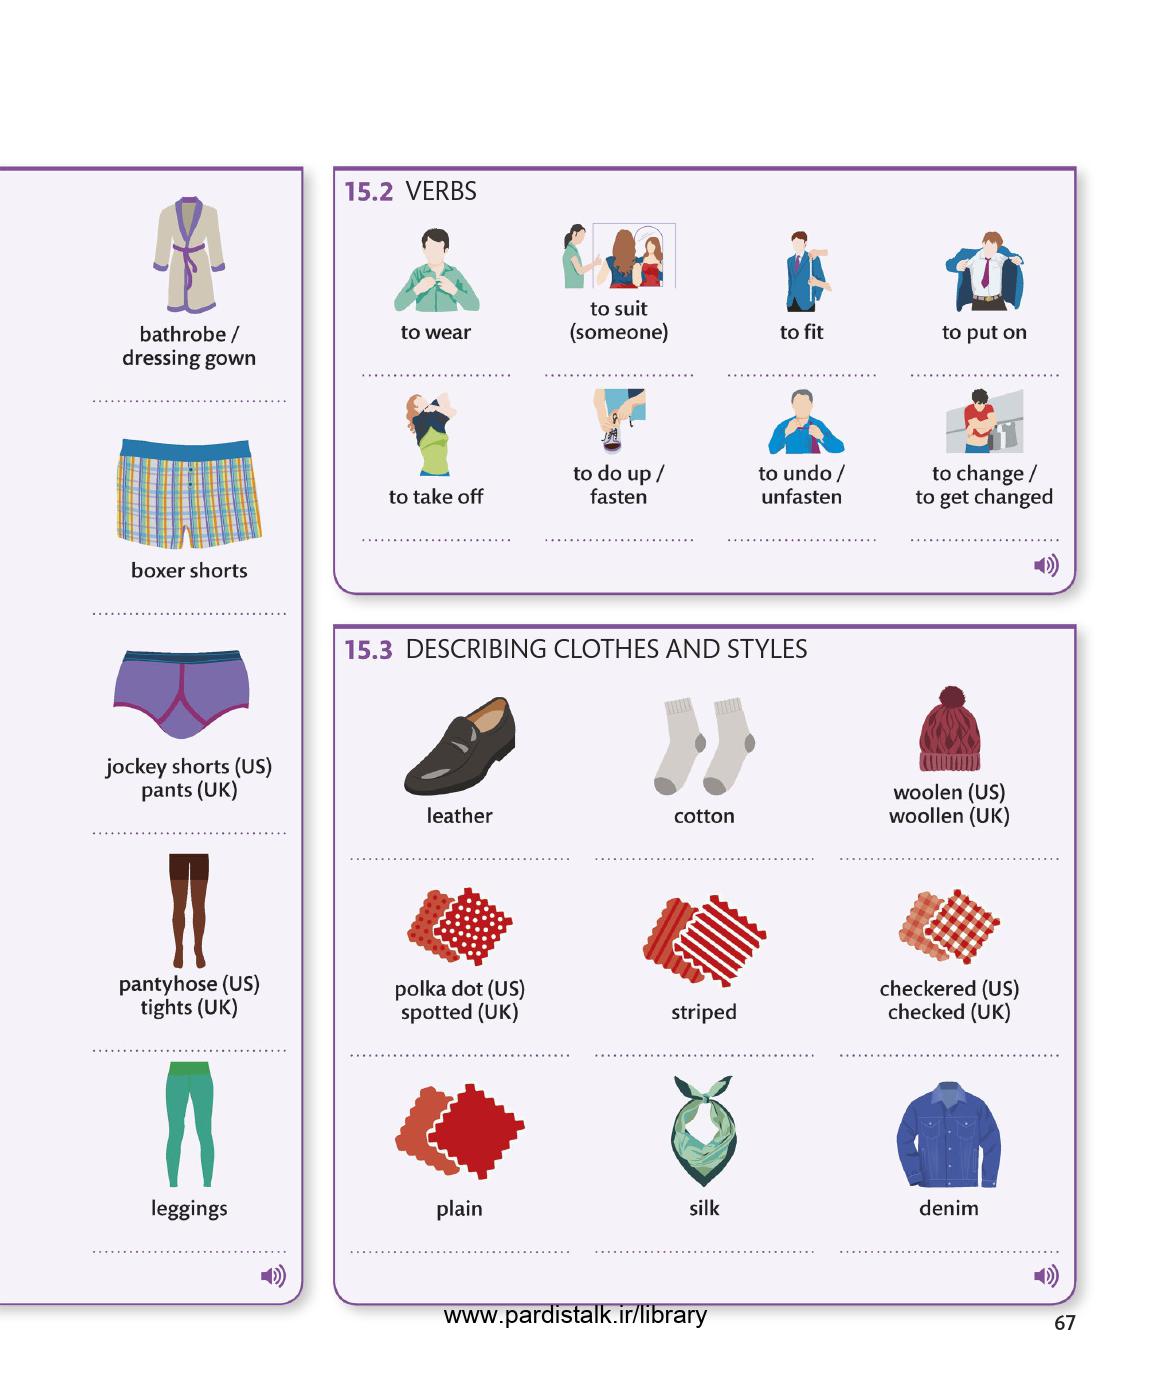 bathrobe /
dressing gown
boxer shorts
jockey shorts (US)
pants (UK)
pantyhose (US)
tights (UK)
leggings
15.2 VERBS
to wear
to suit
(someone)
to fit
to put on
to take off
to do up /
fasten
to undo /
unfasten
to change /
to get changed
15.3 DESCRIBING CLOTHES AND STYLES
leather
cotton
woolen (US)
woollen (UK)
polka dot (US)
spotted (UK)
striped
checkered (US)
checked (UK)
plain
silk
denim
www.pardistalk.ir/library
67